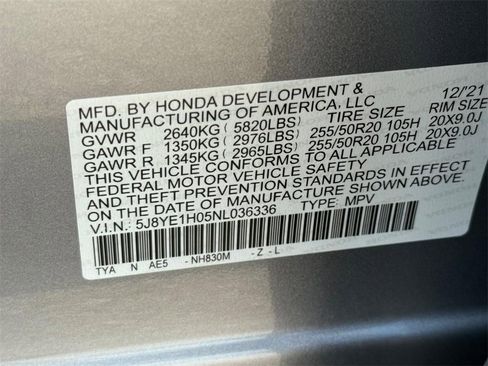 MFD. BY HONDA DEVELOPMENT & 12/21
MANUFACTURING OF AMERICA, LLC
GVWR 2640KG (5820LBS) TIRE SIZE RIM SIZE
GAWR F 1350KG (2976LBS) 255/50R20 105H 20X9.0J
GAWR R 1345KG (2965LBS) 255/50R20 105H 20X9.0J
THIS VEHICLE CONFORMS TO ALL APPLICABLE
FEDERAL MOTOR VEHICLE SAFETY
AND THEFT PREVENTION STANDARDS IN EFFECT
ON THE DATE OF MANUFACTURE SHOWN ABOVE.
V.I.N.: 5J8YE1H05NL036336 TYPE: MPV
TYA N AE5 -NH830M -Z-L